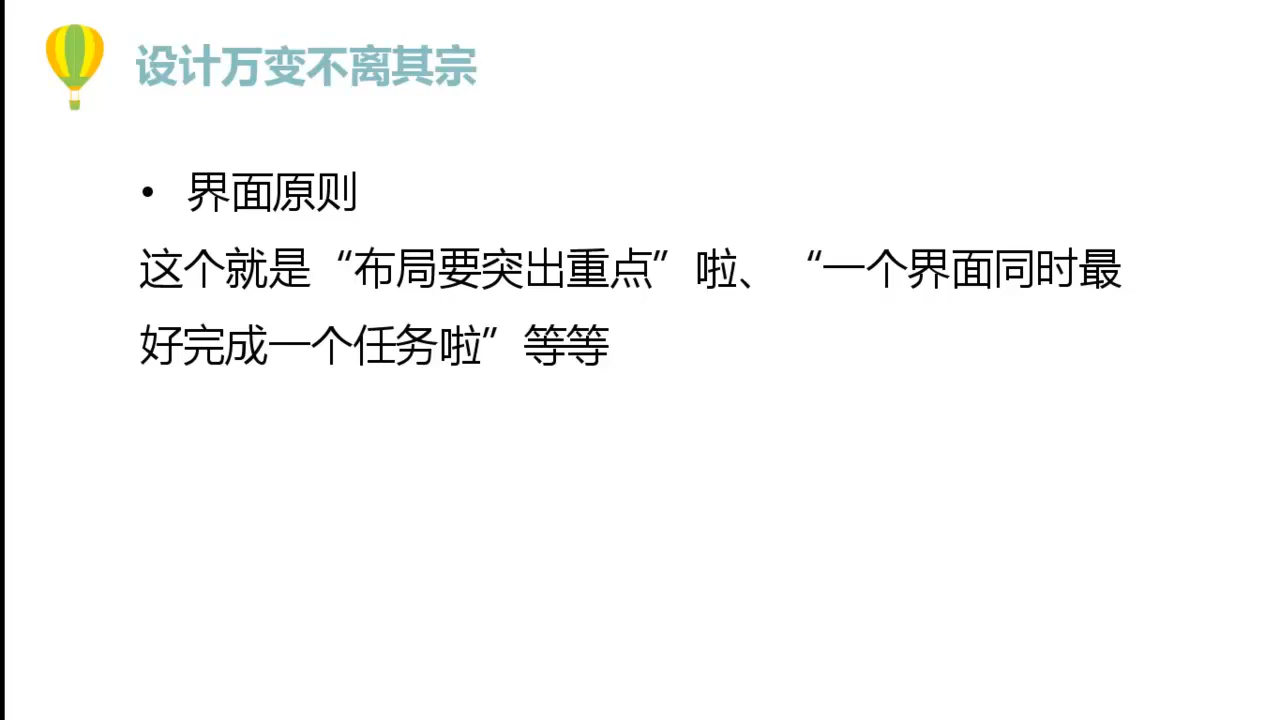 设计万变不离其宗
• 界面原则
这个就是“布局要突出重点”啦、“一个界面同时最
好完成一个任务啦”等等